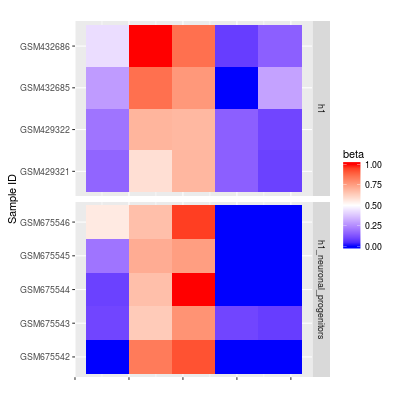 GSM432686
GSM432685
GSM429322
GSM429321
h1
GSM675546
GSM675545
GSM675544
GSM675543
GSM675542
h1_neuronal_progenitors
Sample ID
beta
1.00
0.75
0.50
0.25
0.00